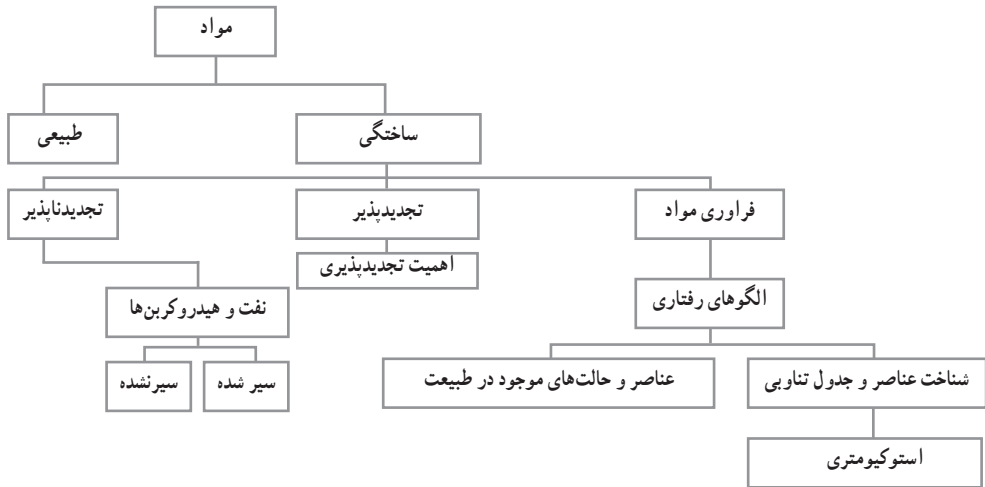 مواد
ساختگی
طبیعی
فراوری مواد
تجدیدپذیر
تجدیدناپذیر
اهمیت تجدیدپذیری
الگوهای رفتاری
نفت و هیدروکربن‌ها
شناخت عناصر و جدول تناوبی
عناصر و حالت‌های موجود در طبیعت
سیر شده
سیرنشده
استوکیومتری